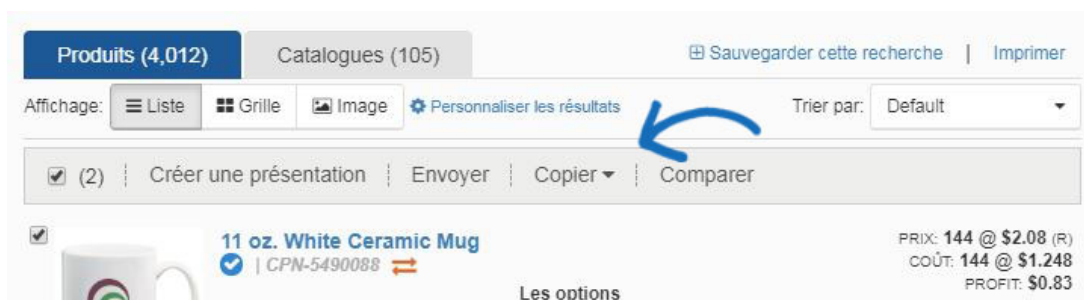 Produits (4,012) Catalogues (105) Sauvegarder cette recherche | Imprimer
Affichage: Liste Grille Image Personnaliser les résultats Trier par: Default
(2) Créer une présentation Envoyer Copier Comparer
11 oz. White Ceramic Mug PRIX: 144 @ $2.08 (R)
| CPN-5490088 COÛT: 144 @ $1.248
PROFIT: $0.83
Les options